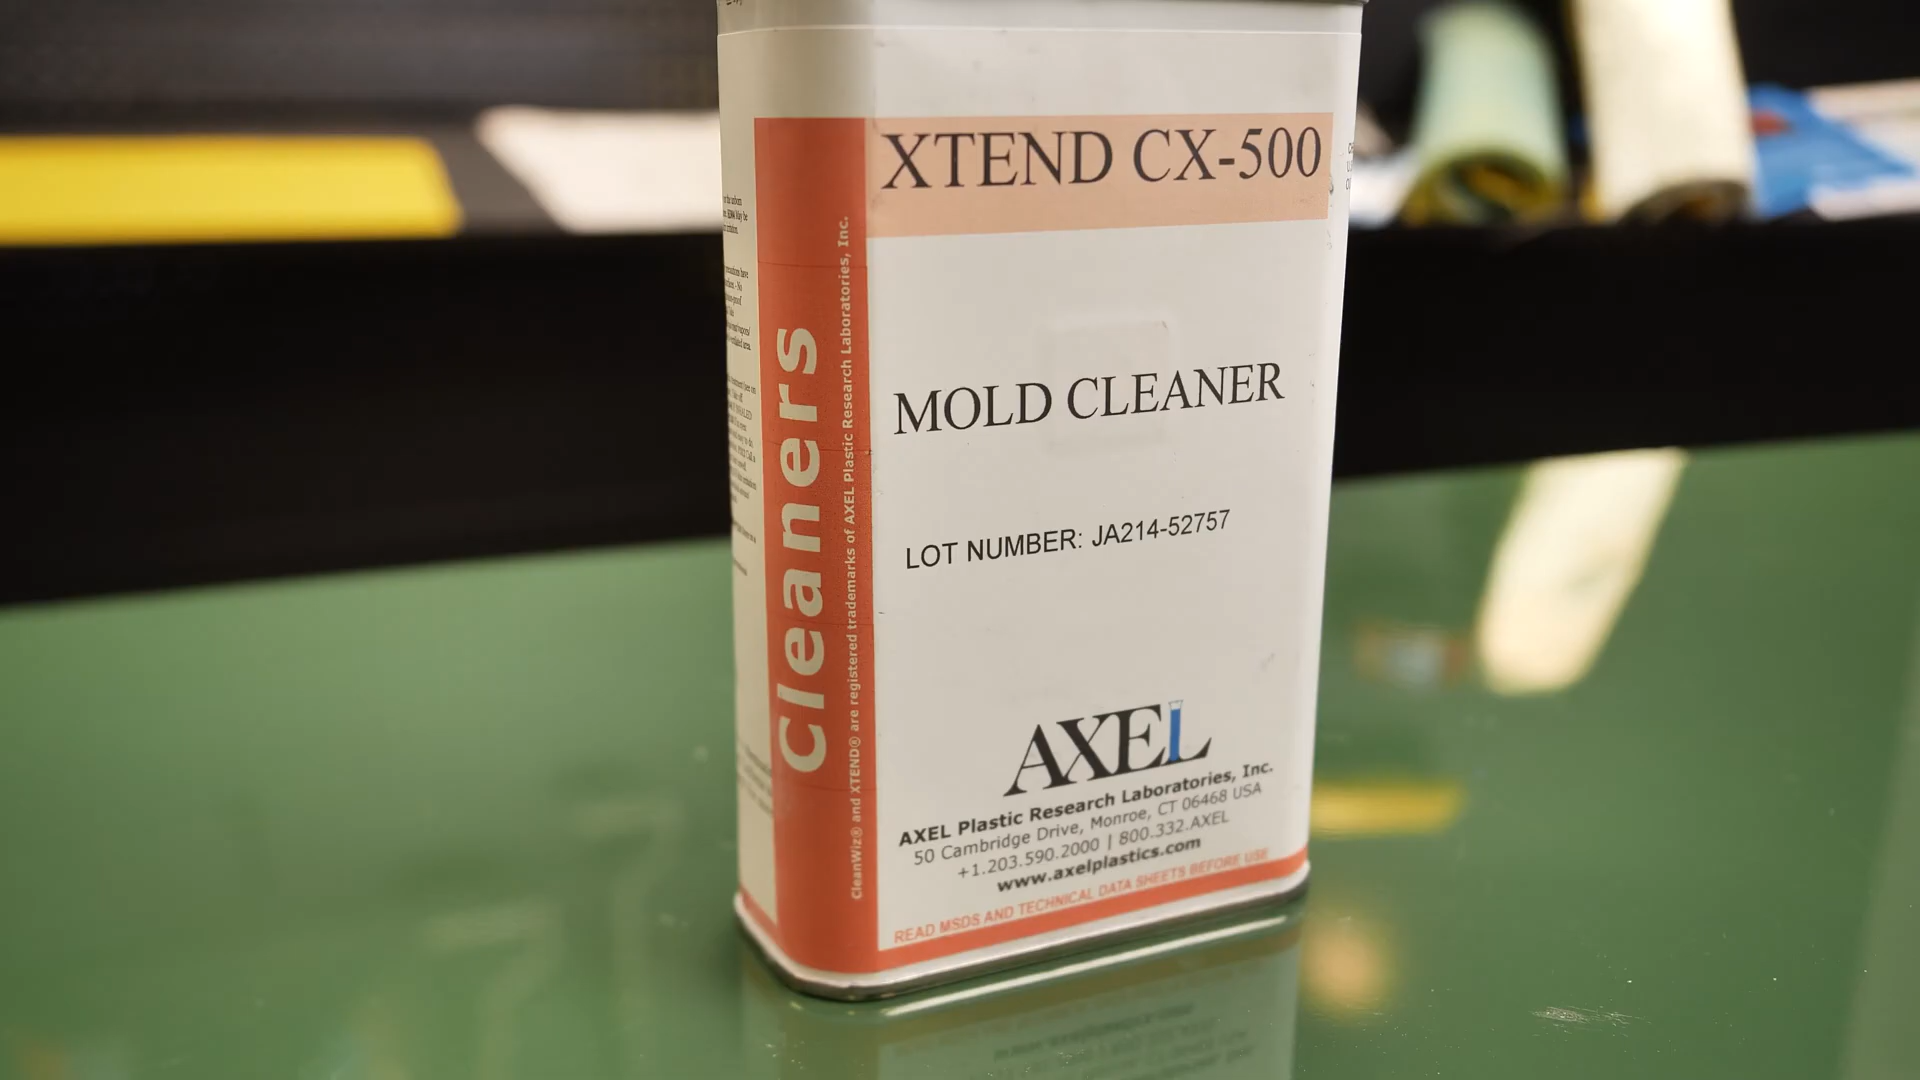 XTEND CX-500
MOLD CLEANER
LOT NUMBER: JA214-52757
AXEL
AXEL Plastic Research Laboratories, Inc.
50 Cambridge Drive, Monroe, CT 06468 USA
+1.203.590.2000 | 800.332.AXEL
www.axelplastics.com
READ MSDS AND TECHNICAL DATA SHEETS BEFORE USE
Cleaners
CleanWiz® and XTEND® are registered trademarks of AXEL Plastic Research Laboratories, Inc.